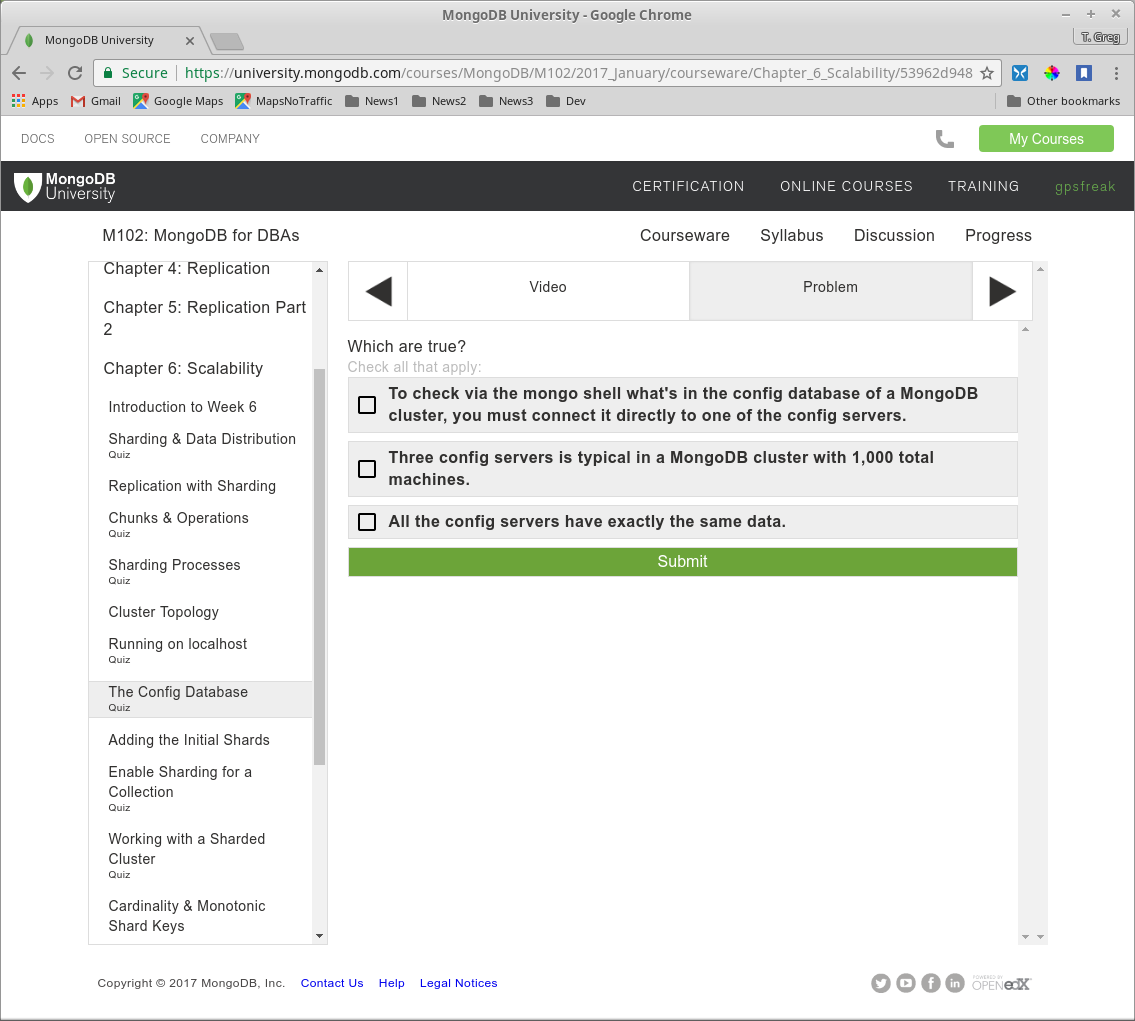 MongoDB University - Google Chrome
MongoDB University
T. Greg
Secure
https://university.mongodb.com/courses/MongoDB/M102/2017_January/courseware/Chapter_6_Scalability/53962d948
Apps Gmail Google Maps MapsNoTraffic News1 News2 News3 Dev Other bookmarks
DOCS OPEN SOURCE COMPANY My Courses
MongoDB
University
CERTIFICATION ONLINE COURSES TRAINING gpsfreak
M102: MongoDB for DBAs
Courseware Syllabus Discussion Progress
Chapter 4: Replication
Chapter 5: Replication Part
2
Chapter 6: Scalability
Introduction to Week 6
Sharding & Data Distribution
Quiz
Replication with Sharding
Chunks & Operations
Quiz
Sharding Processes
Quiz
Cluster Topology
Running on localhost
Quiz
The Config Database
Quiz
Adding the Initial Shards
Enable Sharding for a
Collection
Quiz
Working with a Sharded
Cluster
Quiz
Cardinality & Monotonic
Shard Keys
Video Problem
Which are true?
Check all that apply:
To check via the mongo shell what's in the config database of a MongoDB
cluster, you must connect it directly to one of the config servers.
Three config servers is typical in a MongoDB cluster with 1,000 total
machines.
All the config servers have exactly the same data.
Submit
Copyright © 2017 MongoDB, Inc. Contact Us Help Legal Notices
POWERED BY
OPEN edX